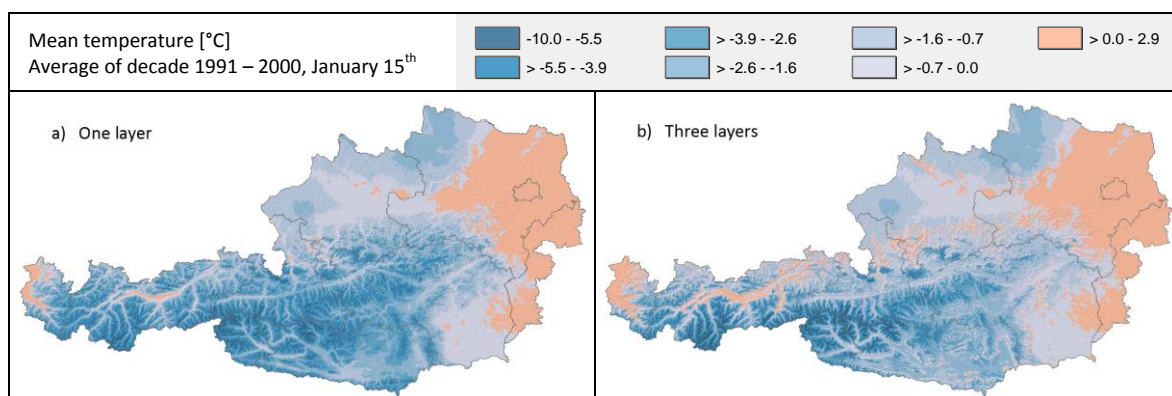 Mean temperature [°C]
Average of decade 1991 – 2000, January 15th
-10.0 - -5.5
> -5.5 - -3.9
> -3.9 - -2.6
> -2.6 - -1.6
> -1.6 - -0.7
> -0.7 - 0.0
> 0.0 - 2.9
a) One layer
b) Three layers